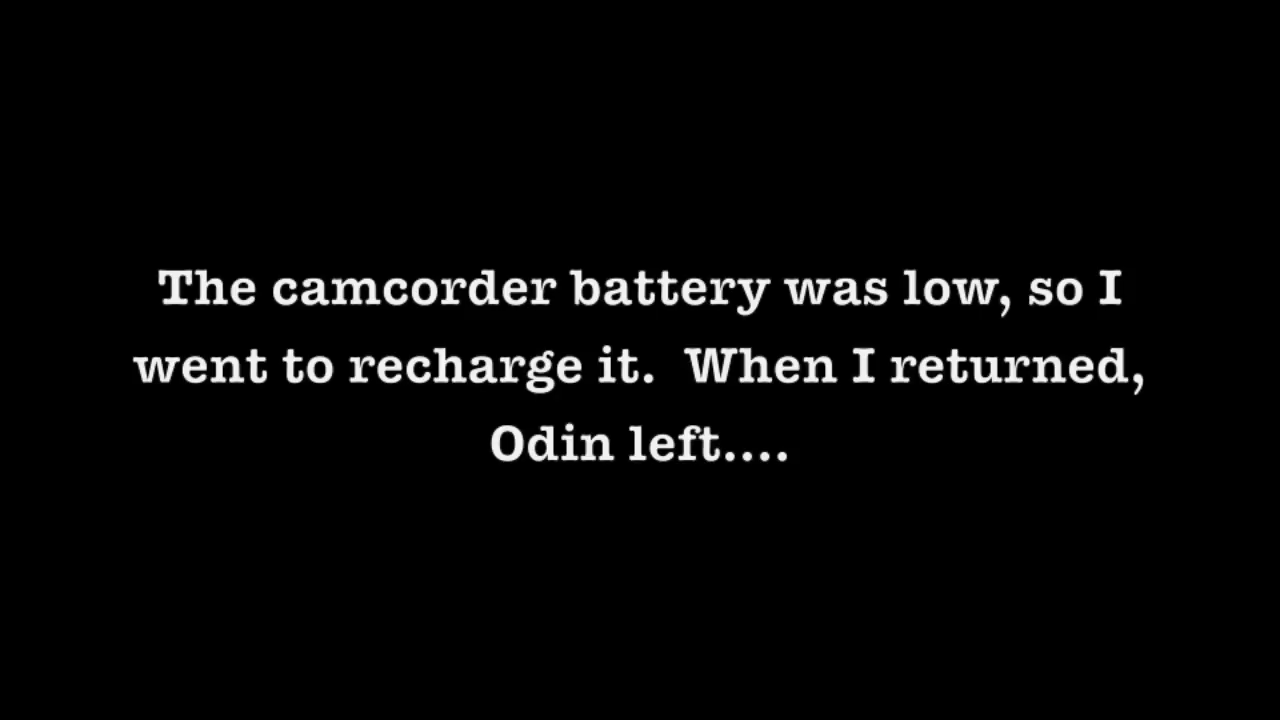 The camcorder battery was low, so I
went to recharge it.  When I returned,
Odin left....